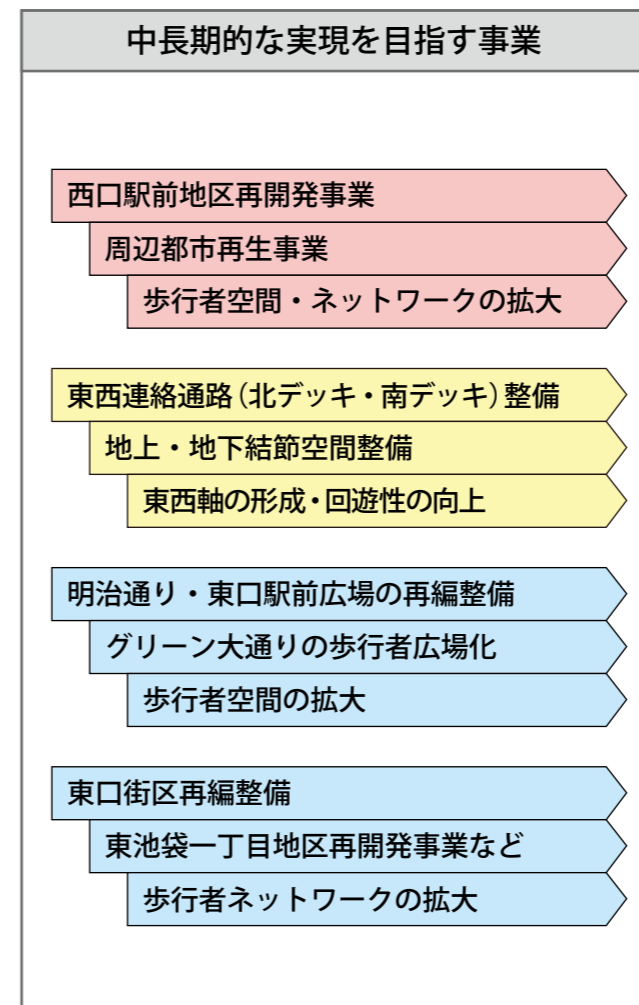 中長期的な実現を目指す事業
西口駅前地区再開発事業
周辺都市再生事業
歩行者空間・ネットワークの拡大
東西連絡通路（北デッキ・南デッキ）整備
地上・地下結節空間整備
東西軸の形成・回遊性の向上
明治通り・東口駅前広場の再編整備
グリーン大通りの歩行者広場化
歩行者空間の拡大
東口街区再編整備
東池袋一丁目地区再開発事業など
歩行者ネットワークの拡大